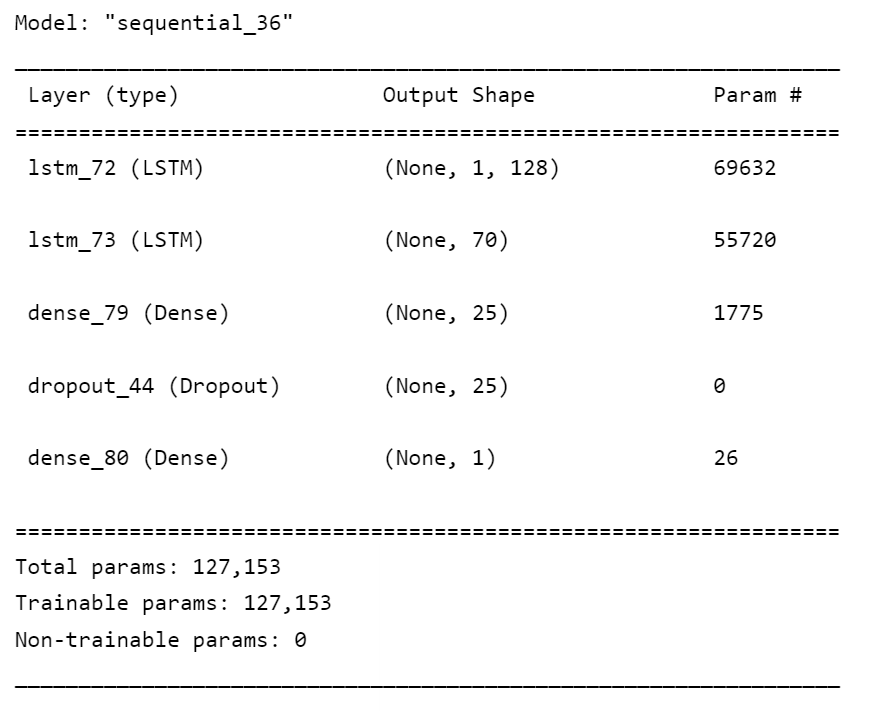 Model: "sequential_36"
_________________________________________________________________
Layer (type)                Output Shape              Param #
=================================================================
lstm_72 (LSTM)              (None, 1, 128)            69632
lstm_73 (LSTM)              (None, 70)                55720
dense_79 (Dense)            (None, 25)                1775
dropout_44 (Dropout)        (None, 25)                0
dense_80 (Dense)            (None, 1)                 26
=================================================================
Total params: 127,153
Trainable params: 127,153
Non-trainable params: 0
_________________________________________________________________